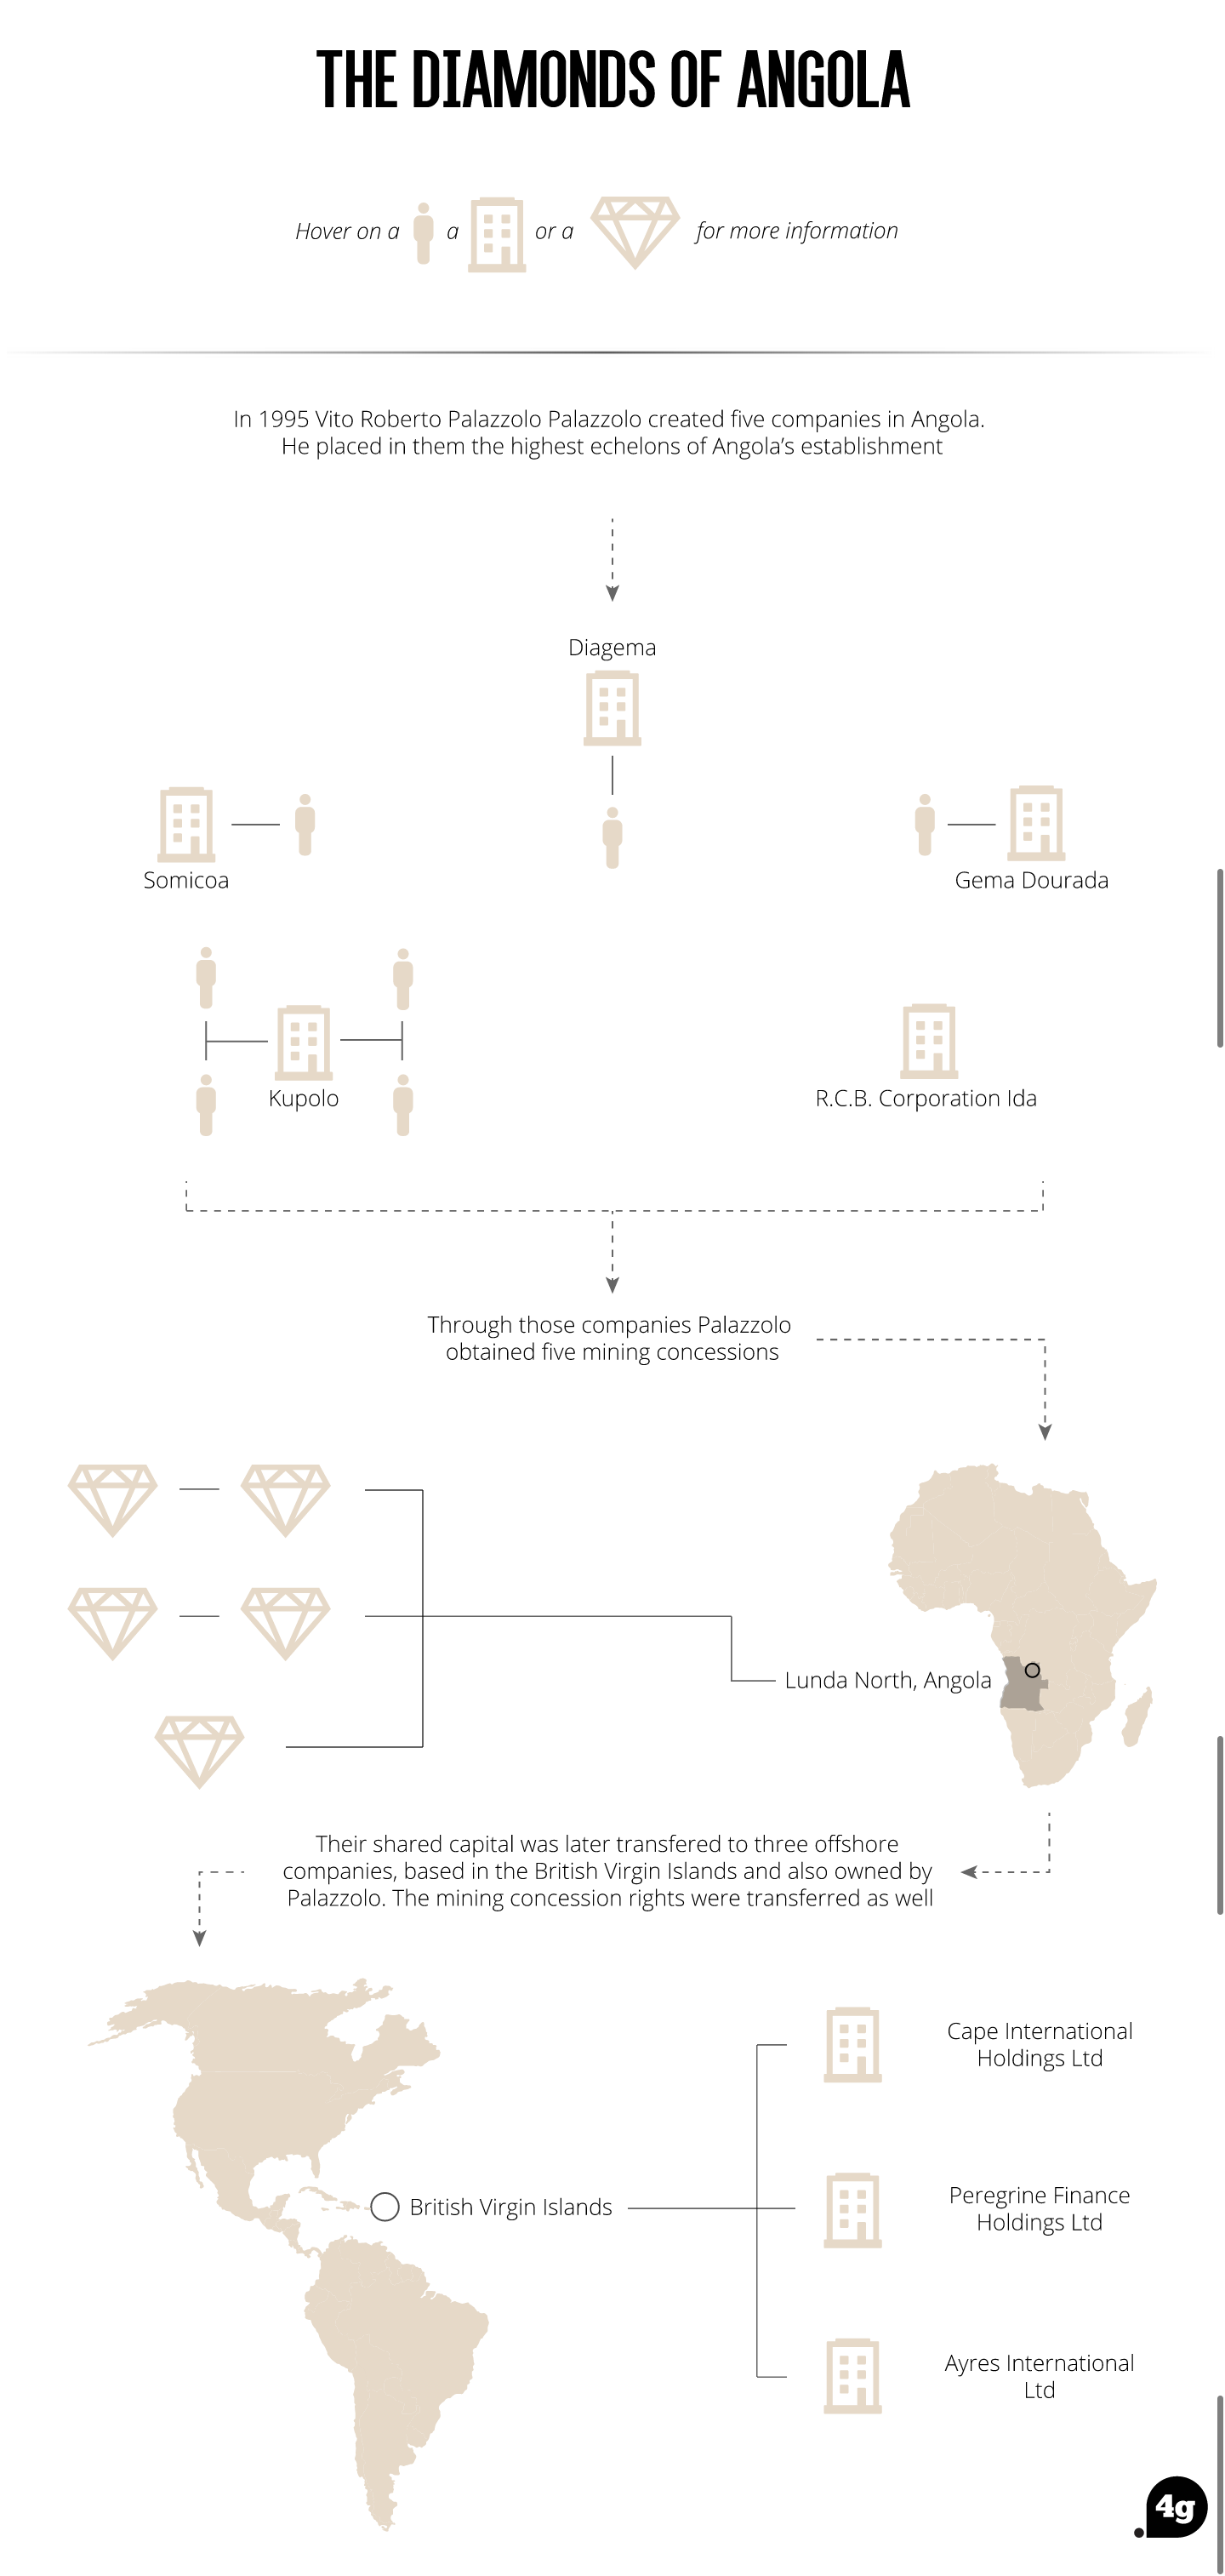 THE DIAMONDS OF ANGOLA
Hover on a a or a for more information
In 1995 Vito Roberto Palazzolo Palazzolo created five companies in Angola.
He placed in them the highest echelons of Angola's establishment
Diagema
Somicoa
Gema Dourada
Kupolo
R.C.B. Corporation Ida
Through those companies Palazzolo
obtained five mining concessions
Lunda North, Angola
Their shared capital was later transfered to three offshore
companies, based in the British Virgin Islands and also owned by
Palazzolo. The mining concession rights were transferred as well
Cape International
Holdings Ltd
British Virgin Islands
Peregrine Finance
Holdings Ltd
Ayres International
Ltd
4g